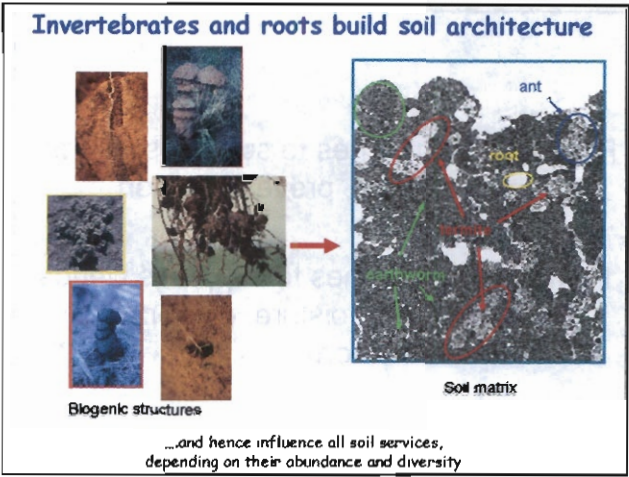 Invertebrates and roots build soil architecture
ant
root
termite
earthworm
Biogenic structures
Soil matrix
....and hence influence all soil services,
depending on their abundance and diversity